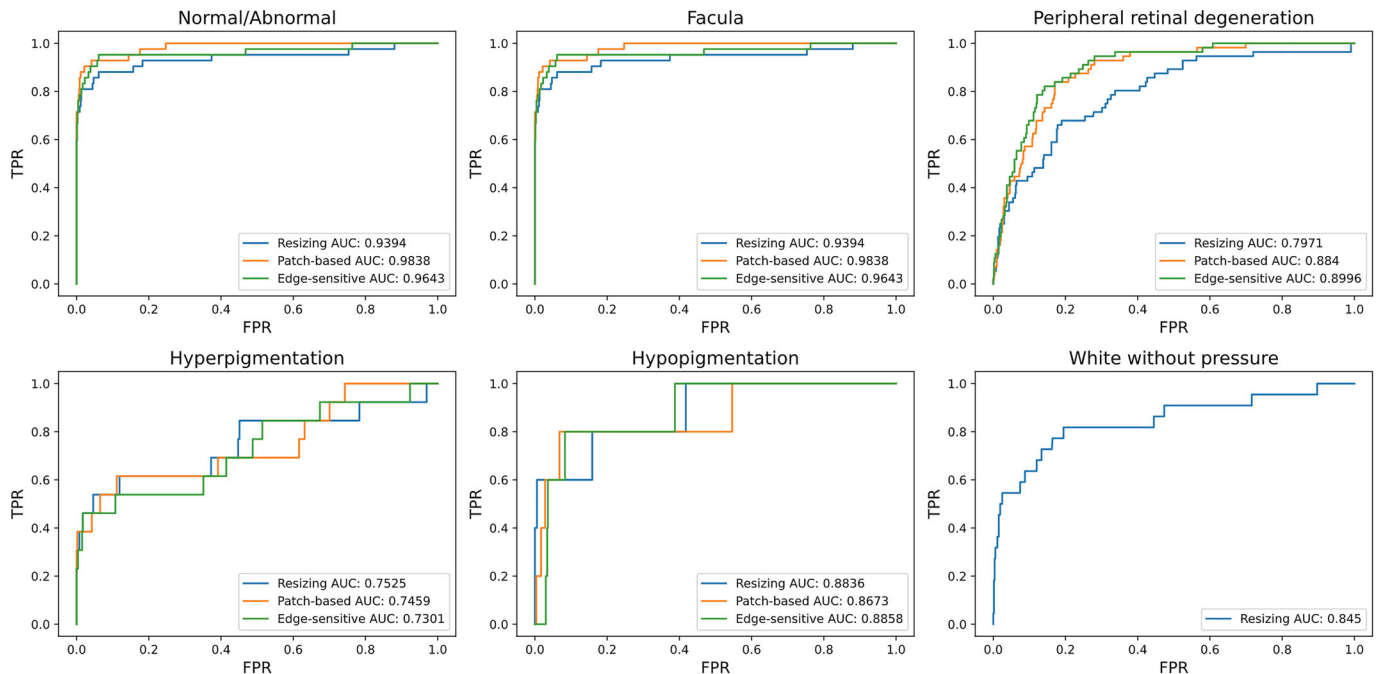 Normal/Abnormal
TPR
1.0
0.8
0.6
0.4
0.2
0.0
Resizing AUC: 0.9394
Patch-based AUC: 0.9838
Edge-sensitive AUC: 0.9643
0.0 0.2 0.4 0.6 0.8 1.0
FPR
Facula
TPR
1.0
0.8
0.6
0.4
0.2
0.0
Resizing AUC: 0.9394
Patch-based AUC: 0.9838
Edge-sensitive AUC: 0.9643
0.0 0.2 0.4 0.6 0.8 1.0
FPR
Peripheral retinal degeneration
TPR
1.0
0.8
0.6
0.4
0.2
0.0
Resizing AUC: 0.7971
Patch-based AUC: 0.884
Edge-sensitive AUC: 0.8996
0.0 0.2 0.4 0.6 0.8 1.0
FPR
Hyperpigmentation
TPR
1.0
0.8
0.6
0.4
0.2
0.0
Resizing AUC: 0.7525
Patch-based AUC: 0.7459
Edge-sensitive AUC: 0.7301
0.0 0.2 0.4 0.6 0.8 1.0
FPR
Hypopigmentation
TPR
1.0
0.8
0.6
0.4
0.2
0.0
Resizing AUC: 0.8836
Patch-based AUC: 0.8673
Edge-sensitive AUC: 0.8858
0.0 0.2 0.4 0.6 0.8 1.0
FPR
White without pressure
TPR
1.0
0.8
0.6
0.4
0.2
0.0
Resizing AUC: 0.845
0.0 0.2 0.4 0.6 0.8 1.0
FPR